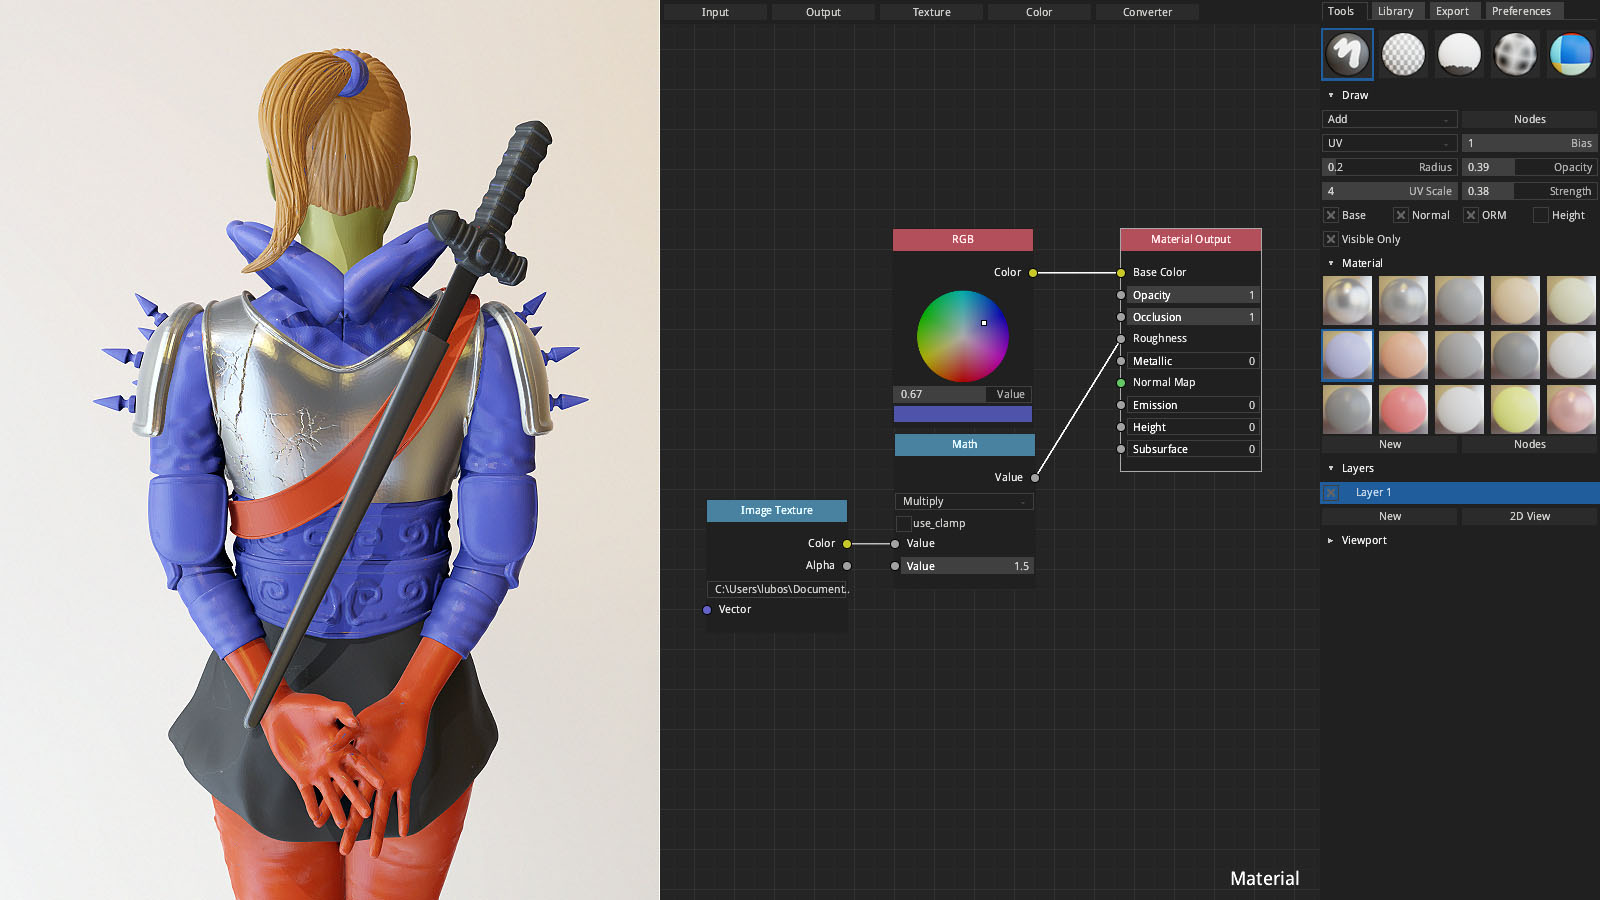 Input
Output
Texture
Color
Converter
RGB
Color
0.67 Value
Math
Value
Multiply
use_clamp
Value
Value 1.5
Image Texture
Color
Alpha
C:\Users\lubos\Document..
Vector
Material Output
Base Color
Opacity 1
Occlusion 1
Roughness
Metallic 0
Normal Map
Emission 0
Height 0
Subsurface 0
Material
Tools Library Export Preferences
Draw
Add Nodes
UV 1 Bias
0.2 Radius 0.39 Opacity
4 UV Scale 0.38 Strength
Base Normal ORM Height
Visible Only
Material
New Nodes
Layers
Layer 1
New 2D View
Viewport